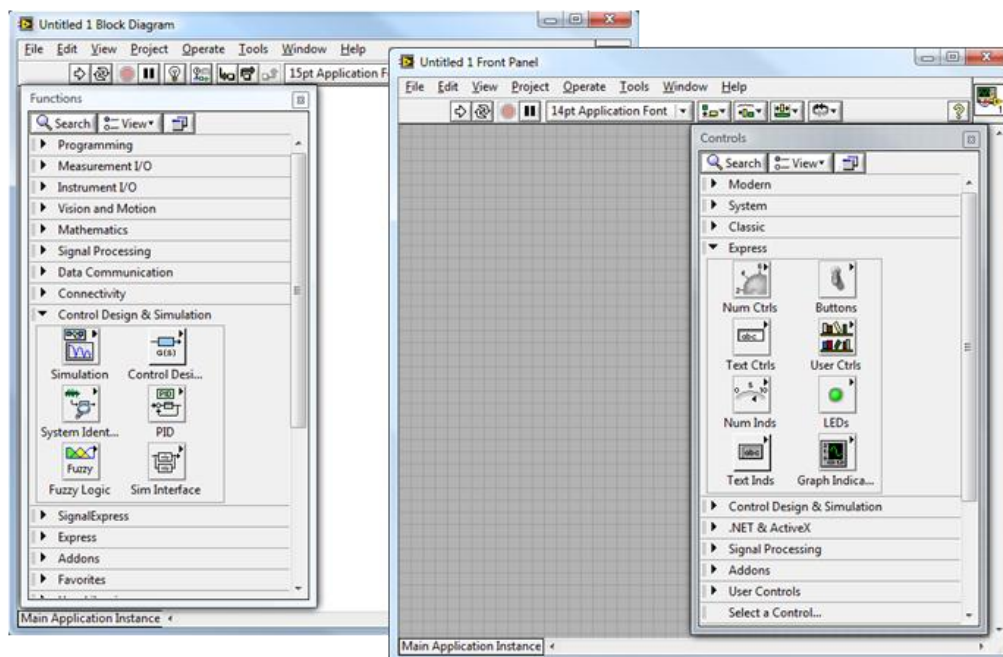 Untitled 1 Block Diagram
File Edit View Project Operate Tools Window Help
15pt Application F
Functions
Search View
Programming
Measurement I/O
Instrument I/O
Vision and Motion
Mathematics
Signal Processing
Data Communication
Connectivity
Control Design & Simulation
Simulation Control Desi...
G(s)
System Ident... PID
PID
Fuzzy
Fuzzy Logic Sim Interface
SignalExpress
Express
Addons
Favorites
Main Application Instance
Untitled 1 Front Panel
File Edit View Project Operate Tools Window Help
14pt Application Font
Controls
Search View
Modern
System
Classic
Express
Num Ctrls Buttons
abc
Text Ctrls User Ctrls
Num Inds LEDs
abc
Text Inds Graph Indica...
Control Design & Simulation
.NET & ActiveX
Signal Processing
Addons
User Controls
Select a Control...
Main Application Instance